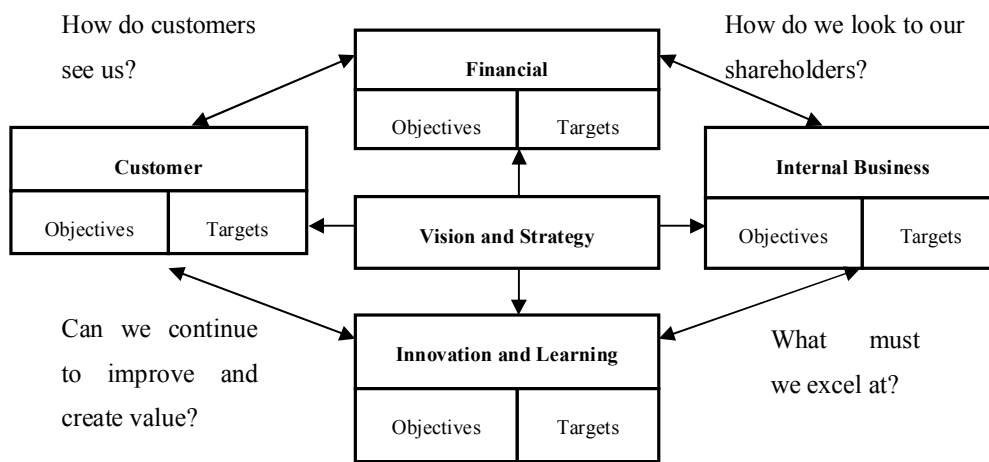 How do customers
see us?
How do we look to our
shareholders?
Financial
Objectives Targets
Customer
Objectives Targets
Internal Business
Objectives Targets
Vision and Strategy
Can we continue
to improve and
create value?
What must
we excel at?
Innovation and Learning
Objectives Targets